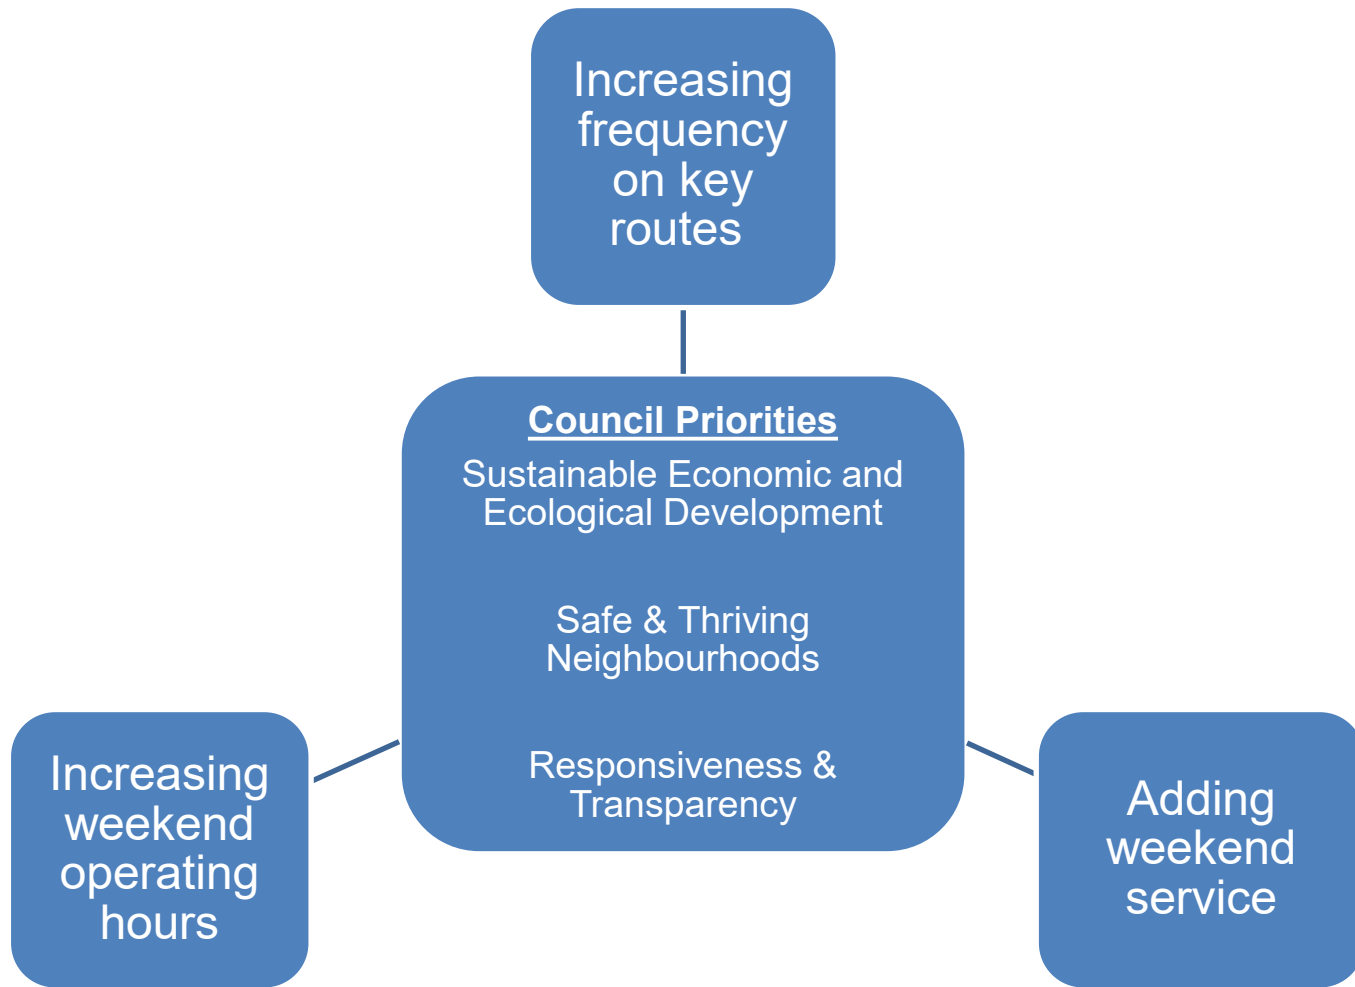 Increasing
frequency
on key
routes
Council Priorities
Sustainable Economic and
Ecological Development
Safe & Thriving
Neighbourhoods
Responsiveness &
Transparency
Increasing
weekend
operating
hours
Adding
weekend
service